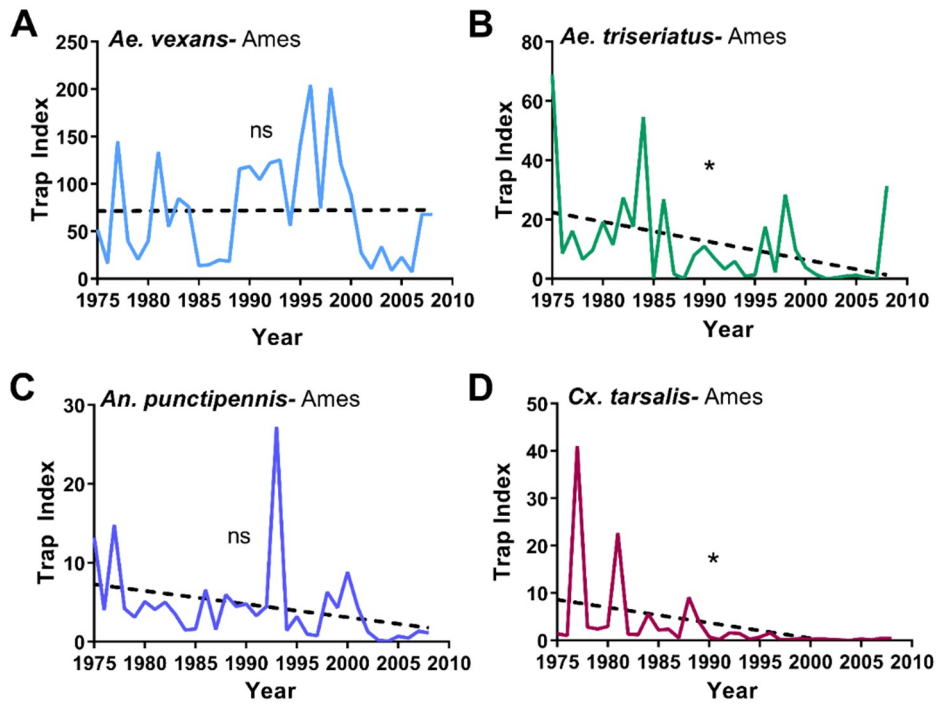 A
Ae. vexans- Ames
250
200
150
100
50
0
Trap Index
ns
1975 1980 1985 1990 1995 2000 2005 2010
Year
B
Ae. triseriatus- Ames
80
60
40
20
0
Trap Index
*
1975 1980 1985 1990 1995 2000 2005 2010
Year
C
An. punctipennis- Ames
30
20
10
0
Trap Index
ns
1975 1980 1985 1990 1995 2000 2005 2010
Year
D
Cx. tarsalis- Ames
50
40
30
20
10
0
Trap Index
*
1975 1980 1985 1990 1995 2000 2005 2010
Year